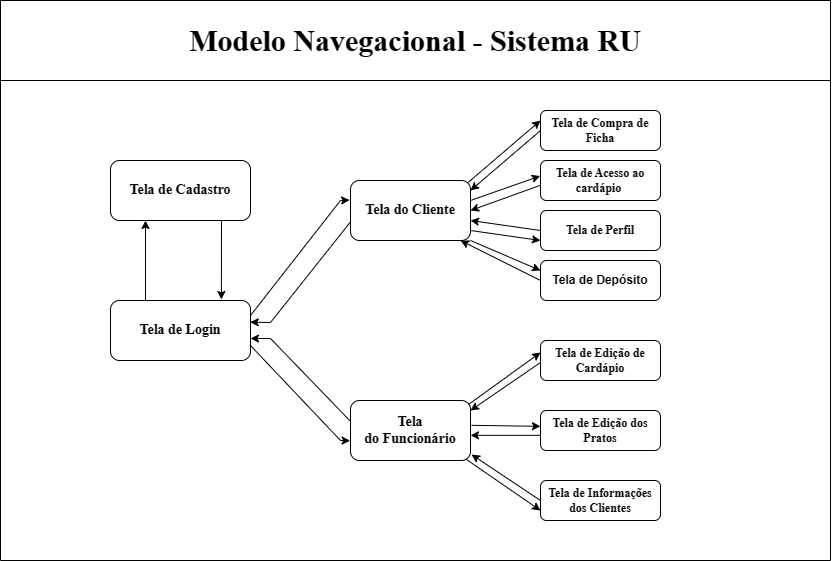 Modelo Navegacional - Sistema RU
Tela de Cadastro
Tela de Login
Tela do Cliente
Tela
do Funcionário
Tela de Compra de
Ficha
Tela de Acesso ao
cardápio
Tela de Perfil
Tela de Depósito
Tela de Edição de
Cardápio
Tela de Edição dos
Pratos
Tela de Informações
dos Clientes